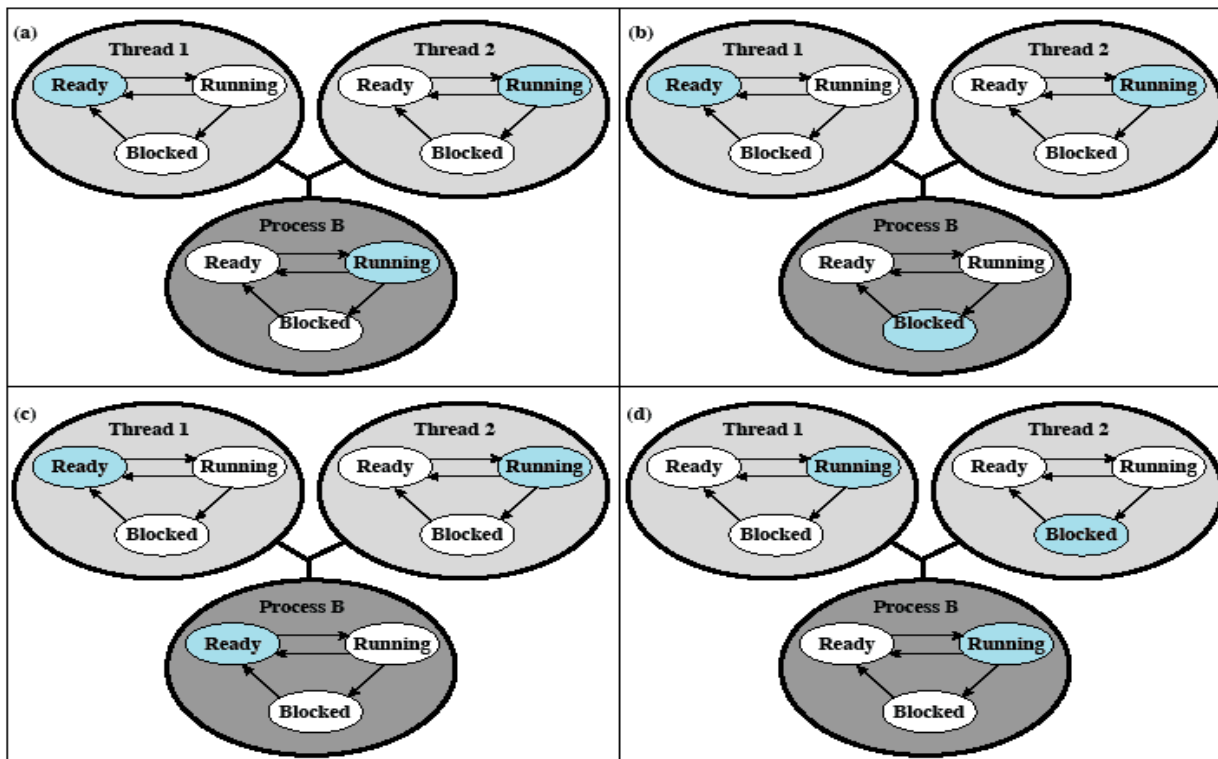 (a)
Thread 1
Thread 2
Ready
Running
Ready
Running
Blocked
Blocked
Process B
Ready
Running
Blocked
(b)
Thread 1
Thread 2
Ready
Running
Ready
Running
Blocked
Blocked
Process B
Ready
Running
Blocked
(c)
Thread 1
Thread 2
Ready
Running
Ready
Running
Blocked
Blocked
Process B
Ready
Running
Blocked
(d)
Thread 1
Thread 2
Ready
Running
Ready
Running
Blocked
Blocked
Process B
Ready
Running
Blocked